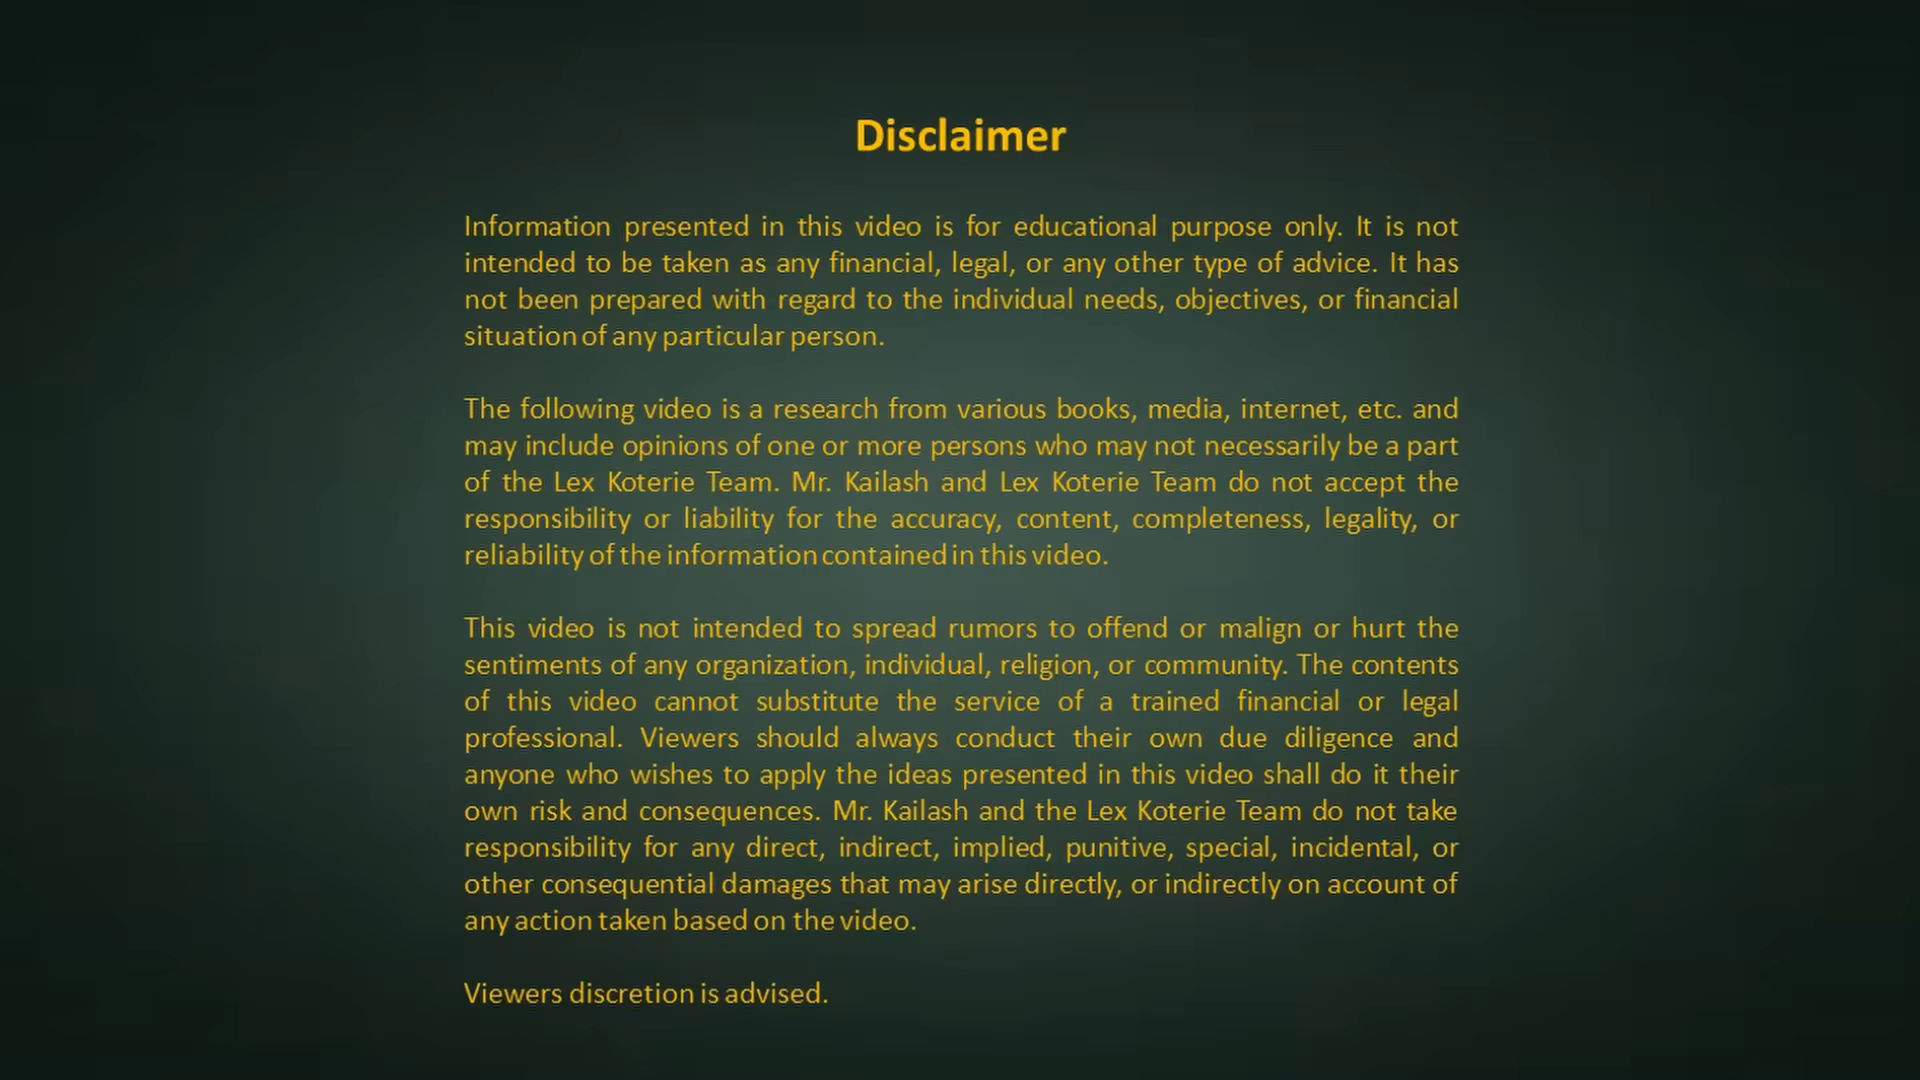 Disclaimer
Information presented in this video is for educational purpose only. It is not
intended to be taken as any financial, legal, or any other type of advice. It has
not been prepared with regard to the individual needs, objectives, or financial
situation of any particular person.
The following video is a research from various books, media, internet, etc. and
may include opinions of one or more persons who may not necessarily be a part
of the Lex Koterie Team. Mr. Kailash and Lex Koterie Team do not accept the
responsibility or liability for the accuracy, content, completeness, legality, or
reliability of the information contained in this video.
This video is not intended to spread rumors to offend or malign or hurt the
sentiments of any organization, individual, religion, or community. The contents
of this video cannot substitute the service of a trained financial or legal
professional. Viewers should always conduct their own due diligence and
anyone who wishes to apply the ideas presented in this video shall do it their
own risk and consequences. Mr. Kailash and the Lex Koterie Team do not take
responsibility for any direct, indirect, implied, punitive, special, incidental, or
other consequential damages that may arise directly, or indirectly on account of
any action taken based on the video.
Viewers discretion is advised.